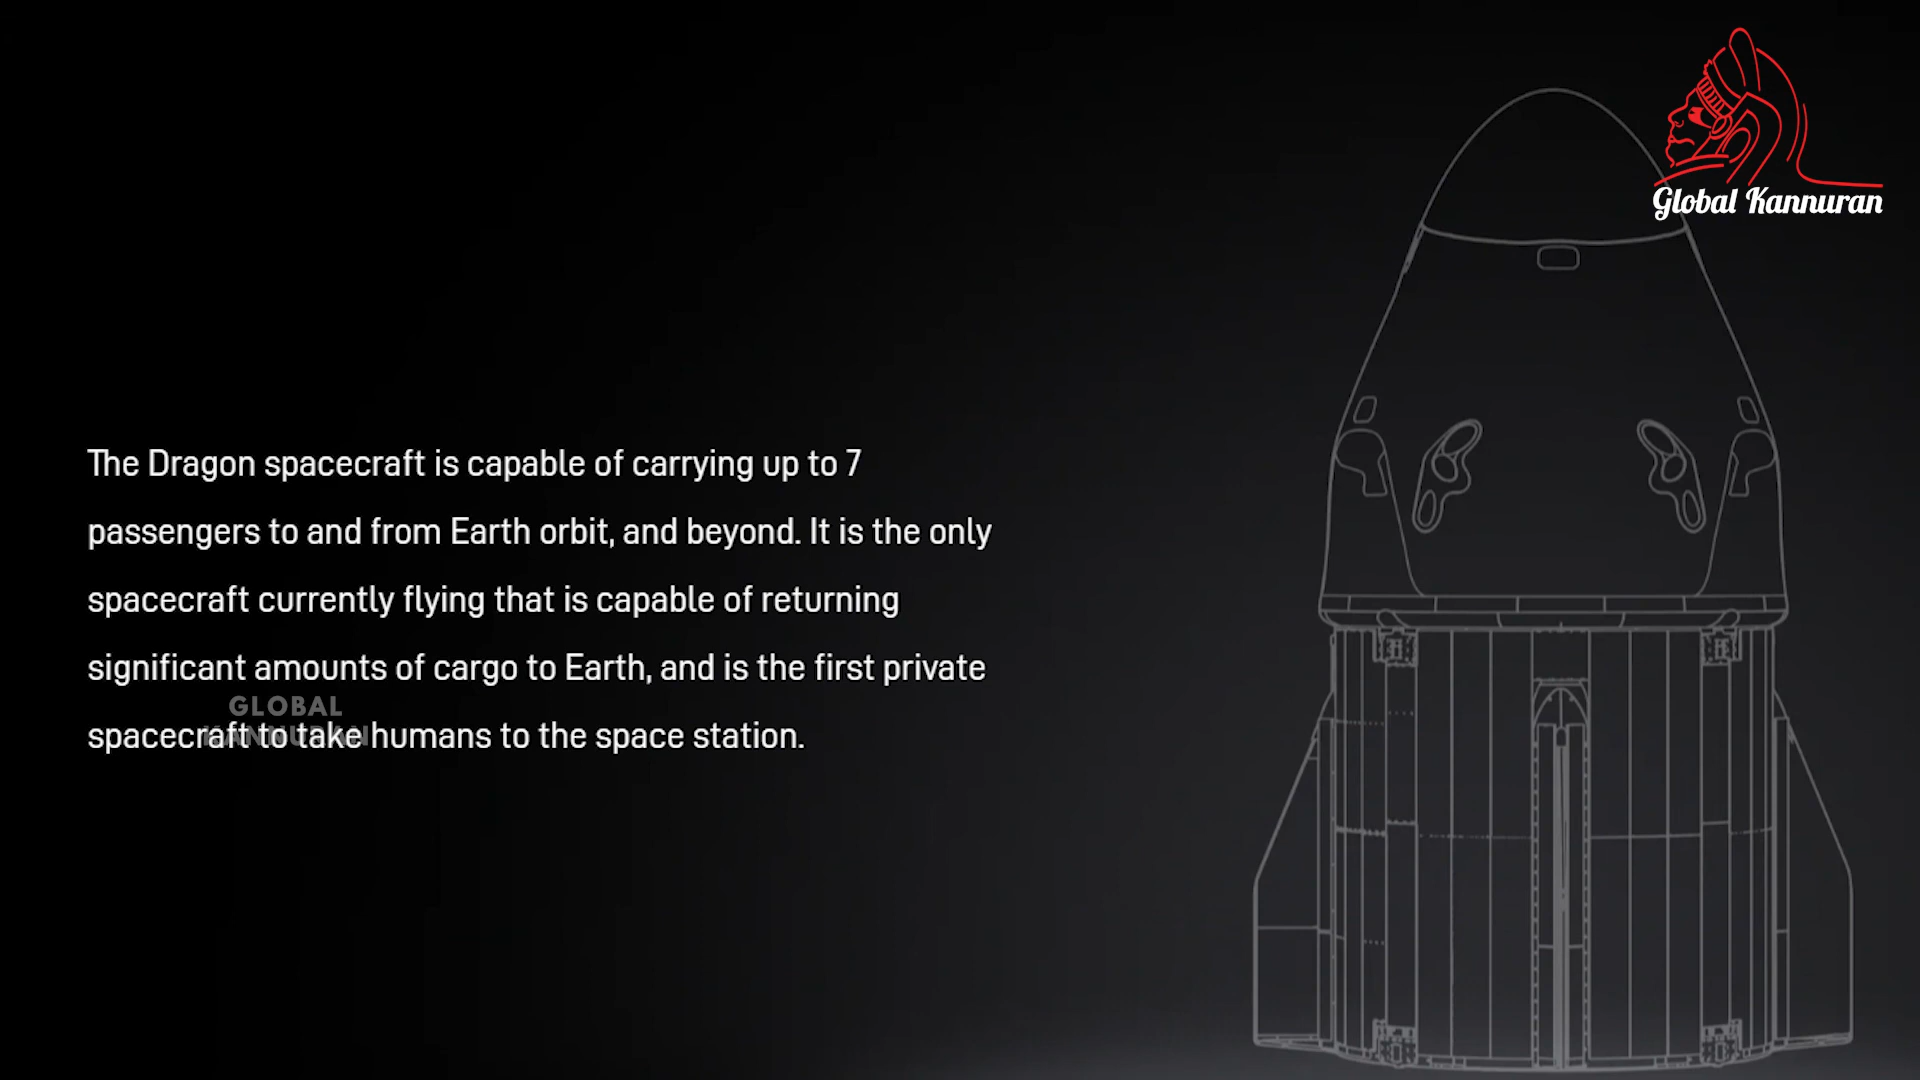 Global Kannuran
The Dragon spacecraft is capable of carrying up to 7
passengers to and from Earth orbit, and beyond. It is the only
spacecraft currently flying that is capable of returning
significant amounts of cargo to Earth, and is the first private
spacecraft to take humans to the space station.
GLOBAL
KANNURAN